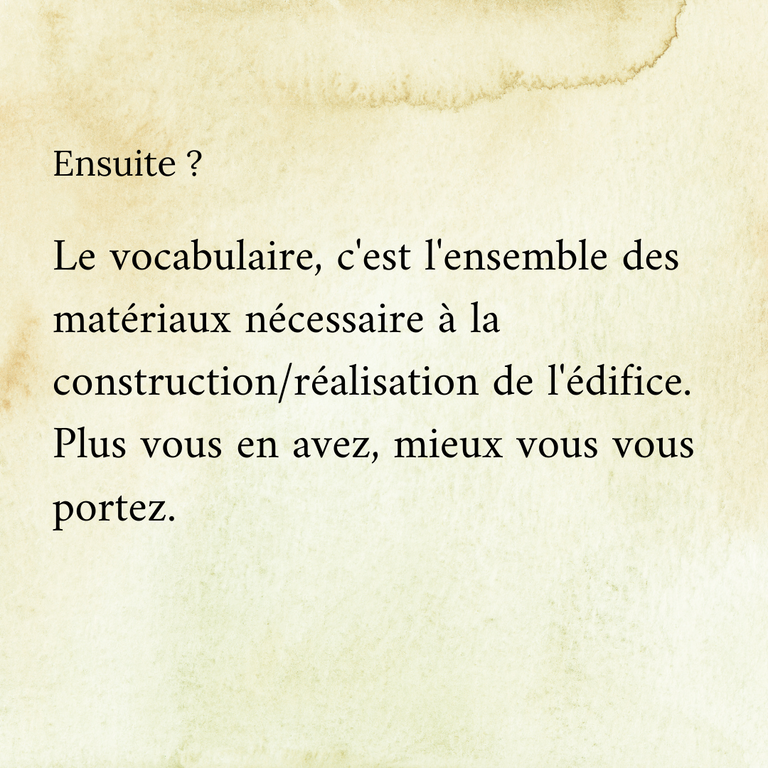 Ensuite ?
Le vocabulaire, c'est l'ensemble des
matériaux nécessaire à la
construction/réalisation de l'édifice.
Plus vous en avez, mieux vous vous
portez.